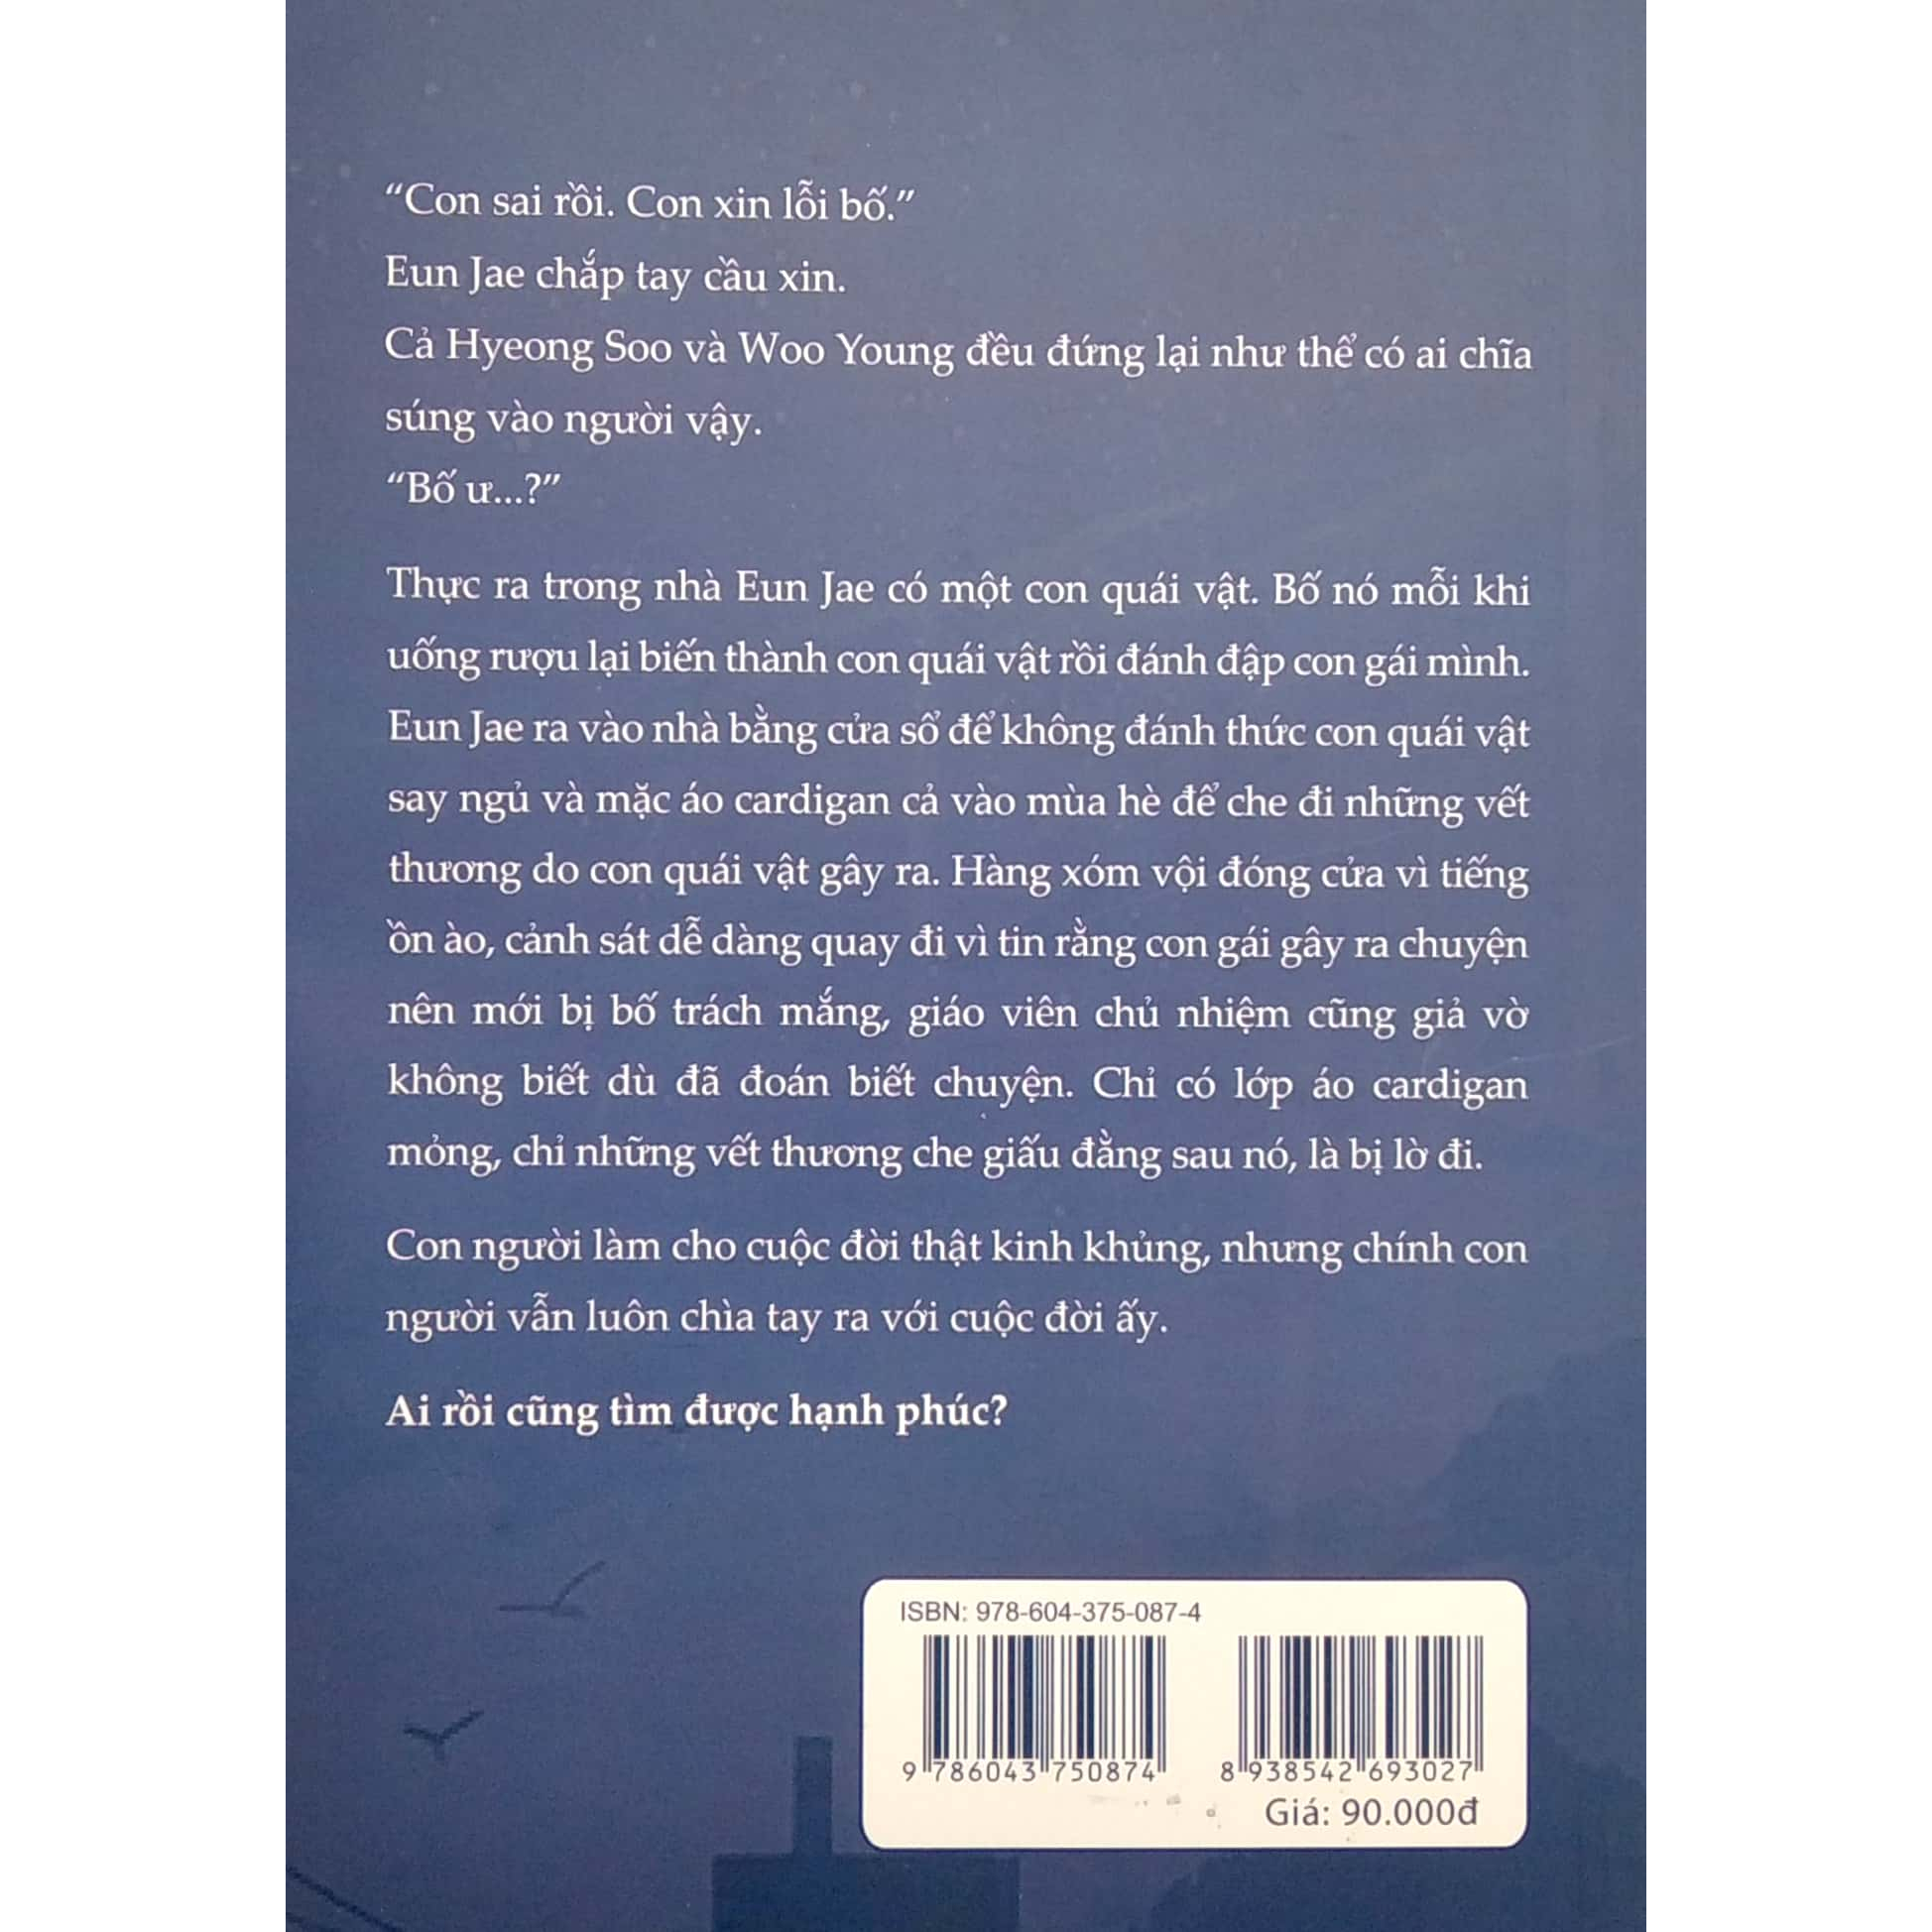 “Con sai rồi. Con xin lỗi bố.”
Eun Jae chắp tay cầu xin.
Cả Hyeong Soo và Woo Young đều đứng lại như thể có ai chĩa
súng vào người vậy.
“Bố ư...?”
Thực ra trong nhà Eun Jae có một con quái vật. Bố nó mỗi khi
uống rượu lại biến thành con quái vật rồi đánh đập con gái mình.
Eun Jae ra vào nhà bằng cửa sổ để không đánh thức con quái vật
say ngủ và mặc áo cardigan cả vào mùa hè để che đi những vết
thương do con quái vật gây ra. Hàng xóm vội đóng cửa vì tiếng
ồn ào, cảnh sát dễ dàng quay đi vì tin rằng con gái gây ra chuyện
nên mới bị bố trách mắng, giáo viên chủ nhiệm cũng giả vờ
không biết dù đã đoán biết chuyện. Chỉ có lớp áo cardigan
mỏng, chỉ những vết thương che giấu đằng sau nó, là bị lờ đi.
Con người làm cho cuộc đời thật kinh khủng, nhưng chính con
người vẫn luôn chìa tay ra với cuộc đời ấy.
Ai rồi cũng tìm được hạnh phúc?
ISBN: 978-604-375-087-4
9 786043 750874
8 938542 693027
Giá: 90.000đ